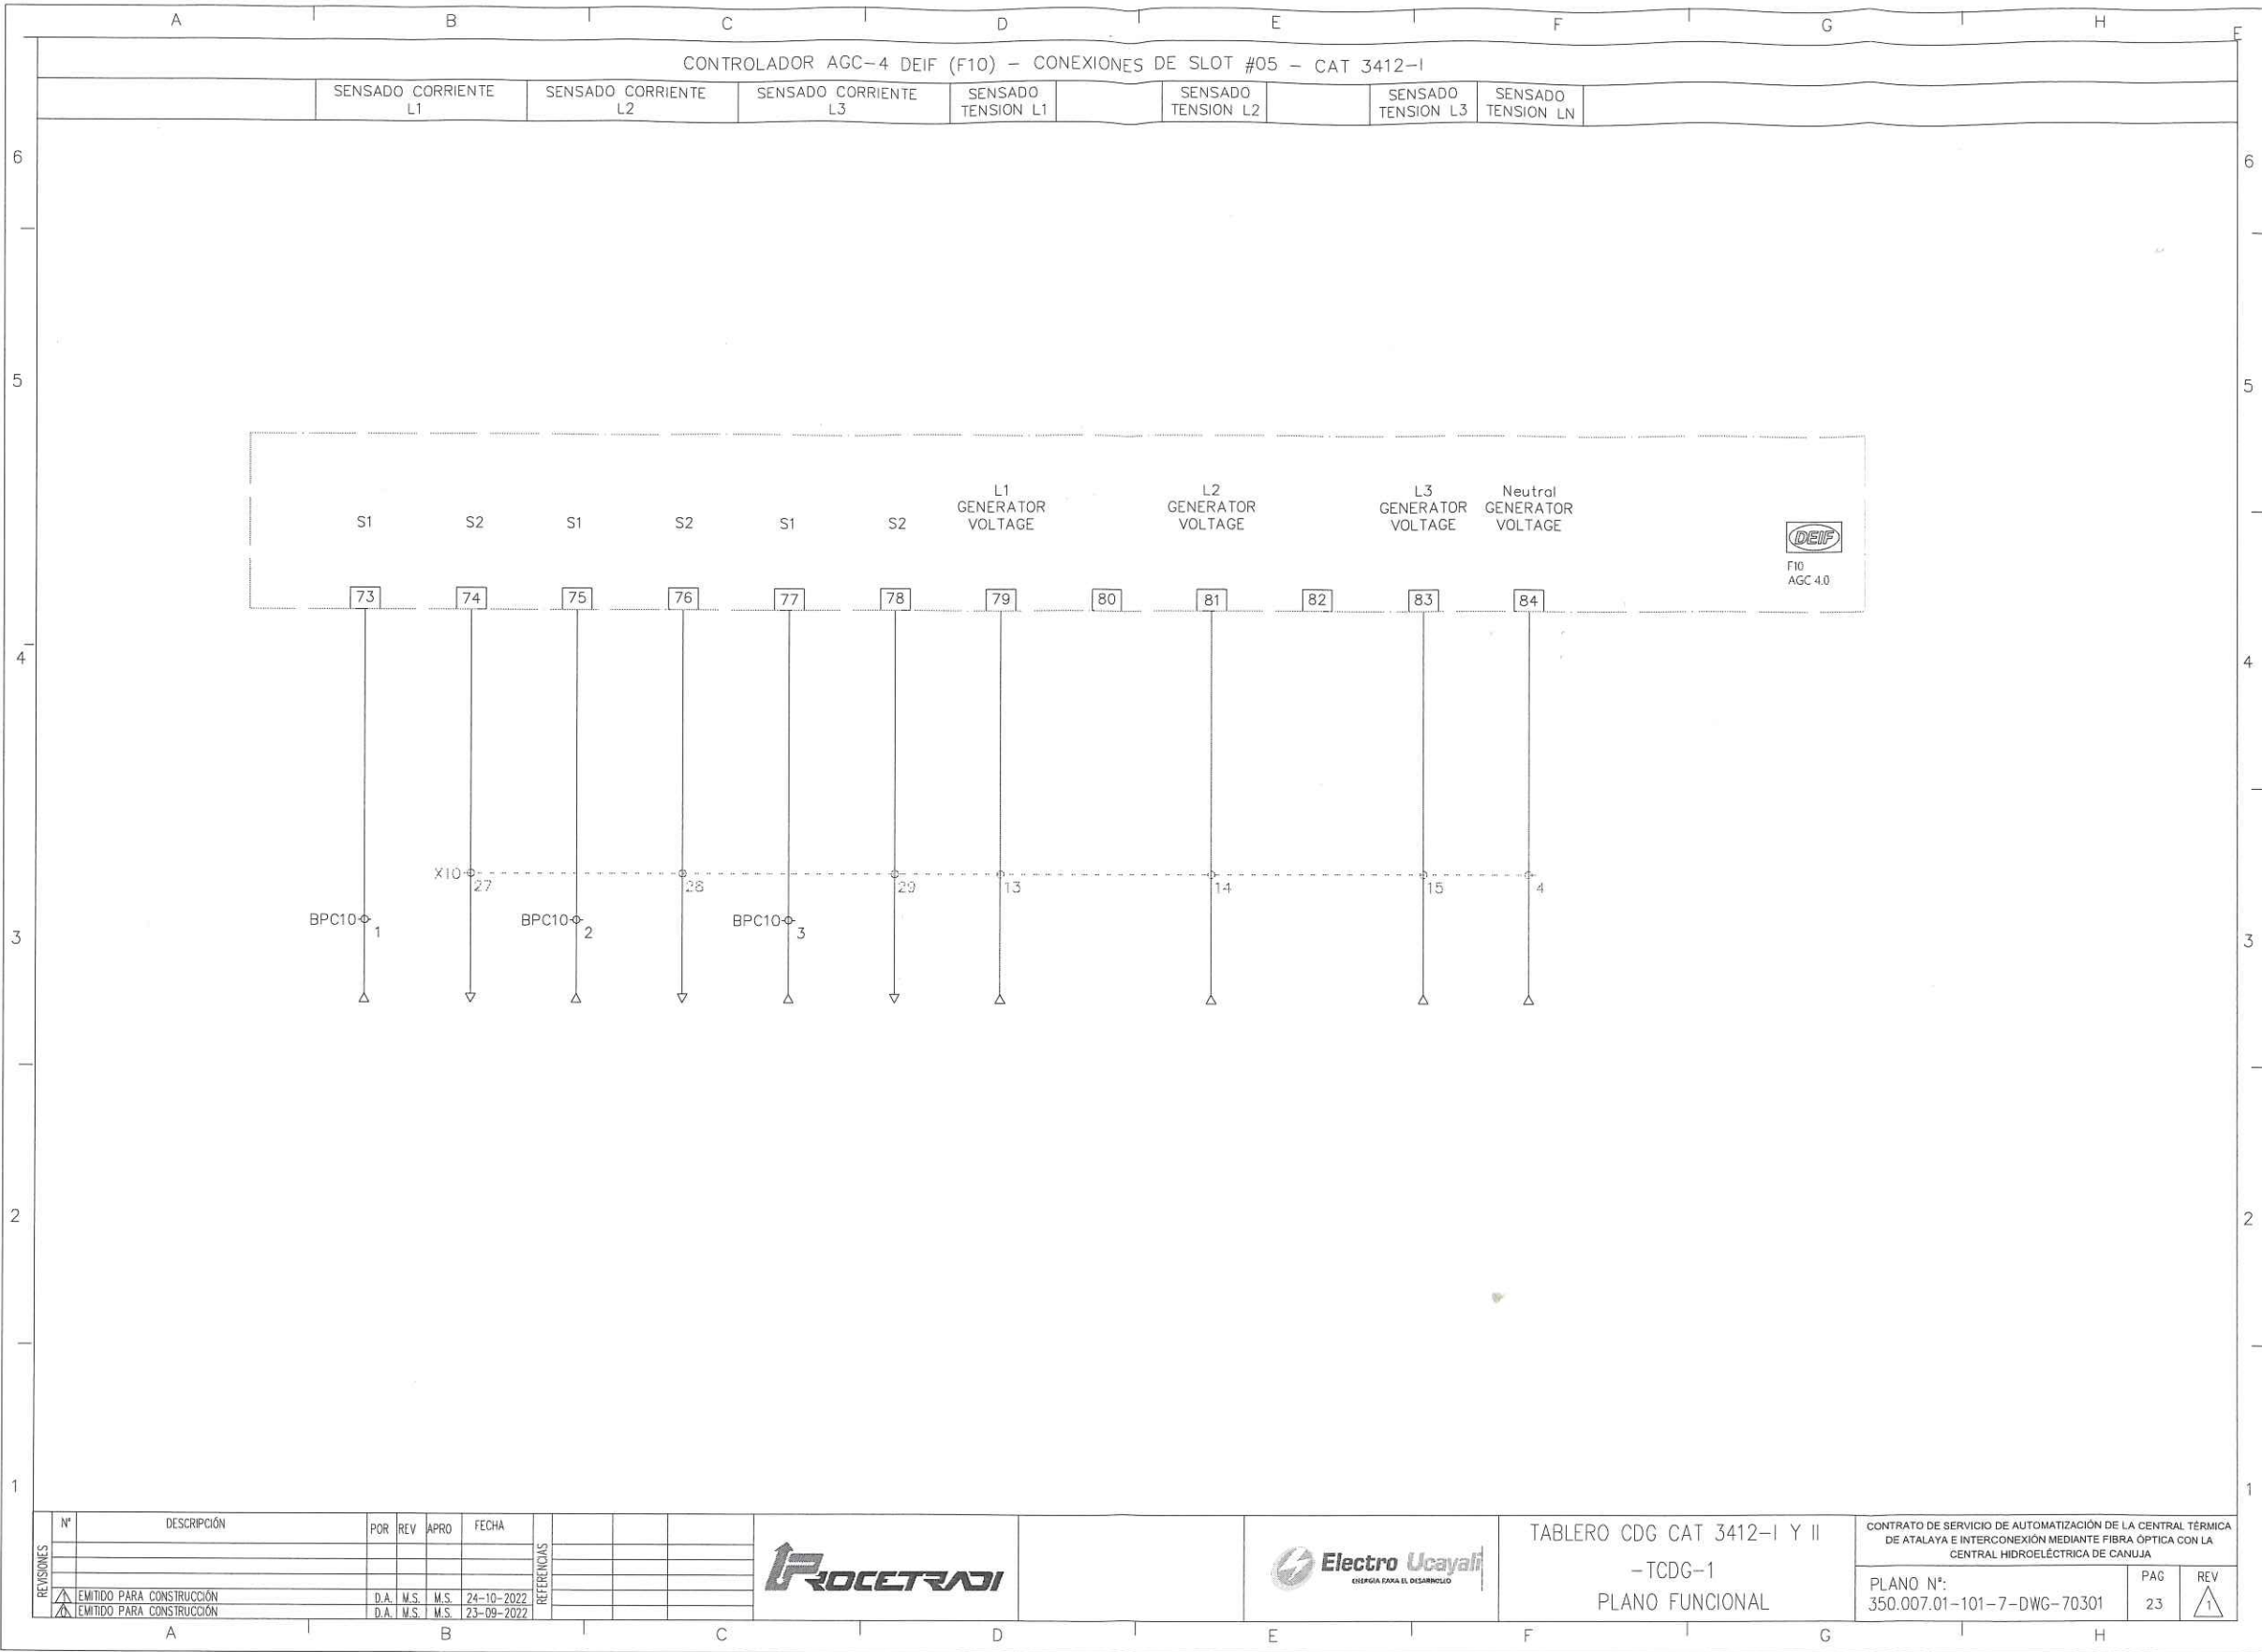 A B C D E F G H
CONTROLADOR AGC-4 DEIF (F10) - CONEXIONES DE SLOT #05 - CAT 3412-I
SENSADO CORRIENTE L1
SENSADO CORRIENTE L2
SENSADO CORRIENTE L3
SENSADO TENSION L1
SENSADO TENSION L2
SENSADO TENSION L3
SENSADO TENSION LN
6 6
5 5
L1 GENERATOR VOLTAGE
L2 GENERATOR VOLTAGE
L3 GENERATOR VOLTAGE
Neutral GENERATOR VOLTAGE
S1 S2 S1 S2 S1 S2
DEIF
F10
AGC 4.0
73 74 75 76 77 78 79 80 81 82 83 84
4 4
X10 27 28 29 13 14 15 4
BPC10 1 BPC10 2 BPC10 3
3 3
2 2
1 1
REVISIONES
N° DESCRIPCIÓN POR REV APRO FECHA
1 EMITIDO PARA CONSTRUCCIÓN D.A. M.S. M.S. 24-10-2022
0 EMITIDO PARA CONSTRUCCIÓN D.A. M.S. M.S. 23-09-2022
REFERENCIAS
PROCETRADI
Electro Ucayali
ENERGÍA PARA EL DESARROLLO
TABLERO CDG CAT 3412-I Y II
-TCDG-1
PLANO FUNCIONAL
CONTRATO DE SERVICIO DE AUTOMATIZACIÓN DE LA CENTRAL TÉRMICA
DE ATALAYA E INTERCONEXIÓN MEDIANTE FIBRA ÓPTICA CON LA
CENTRAL HIDROELÉCTRICA DE CANUJA
PLANO N°:
350.007.01-101-7-DWG-70301
PAG
23
REV
1
A B C D E F G H